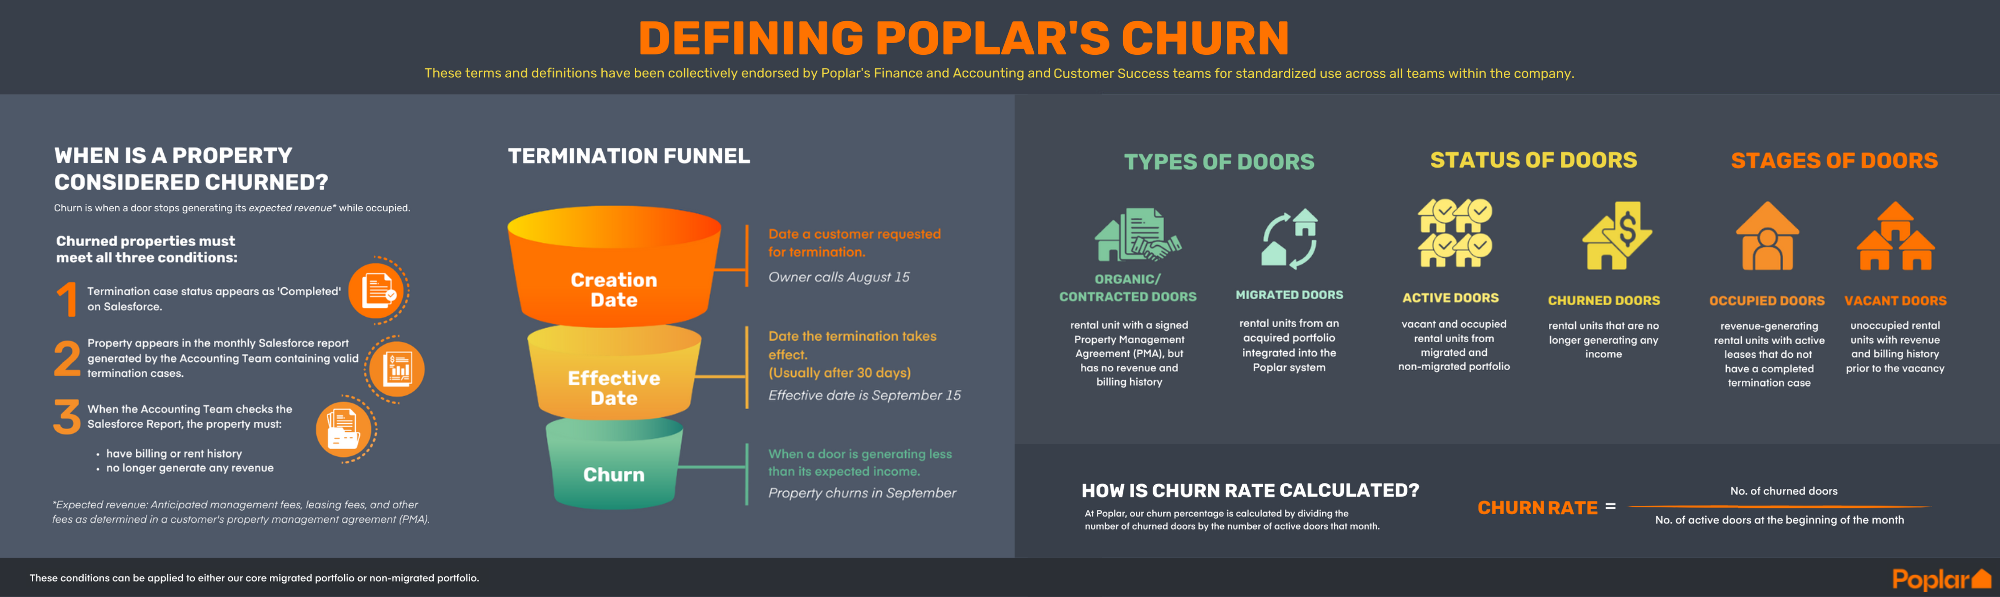 DEFINING POPLAR'S CHURN
These terms and definitions have been collectively endorsed by Poplar's Finance and Accounting and Customer Success teams for standardized use across all teams within the company.
WHEN IS A PROPERTY
CONSIDERED CHURNED?
Churn is when a door stops generating its expected revenue* while occupied.
Churned properties must
meet all three conditions:
1
Termination case status appears as 'Completed'
on Salesforce.
2
Property appears in the monthly Salesforce report
generated by the Accounting Team containing valid
termination cases.
3
When the Accounting Team checks the
Salesforce Report, the property must:
• have billing or rent history
• no longer generate any revenue
*Expected revenue: Anticipated management fees, leasing fees, and other
fees as determined in a customer's property management agreement (PMA).
TERMINATION FUNNEL
Creation
Date
Date a customer requested
for termination.
Owner calls August 15
Effective
Date
Date the termination takes
effect.
(Usually after 30 days)
Effective date is September 15
Churn
When a door is generating less
than its expected income.
Property churns in September
TYPES OF DOORS
ORGANIC/
CONTRACTED DOORS
rental unit with a signed
Property Management
Agreement (PMA), but
has no revenue and
billing history
MIGRATED DOORS
rental units from an
acquired portfolio
integrated into the
Poplar system
STATUS OF DOORS
ACTIVE DOORS
vacant and occupied
rental units from
migrated and
non-migrated portfolio
$
CHURNED DOORS
rental units that are no
longer generating any
income
STAGES OF DOORS
OCCUPIED DOORS
revenue-generating
rental units with active
leases that do not
have a completed
termination case
VACANT DOORS
unoccupied rental
units with revenue
and billing history
prior to the vacancy
HOW IS CHURN RATE CALCULATED?
At Poplar, our churn percentage is calculated by dividing the
number of churned doors by the number of active doors that month.
CHURN RATE =
No. of churned doors
No. of active doors at the beginning of the month
These conditions can be applied to either our core migrated portfolio or non-migrated portfolio.
Poplar